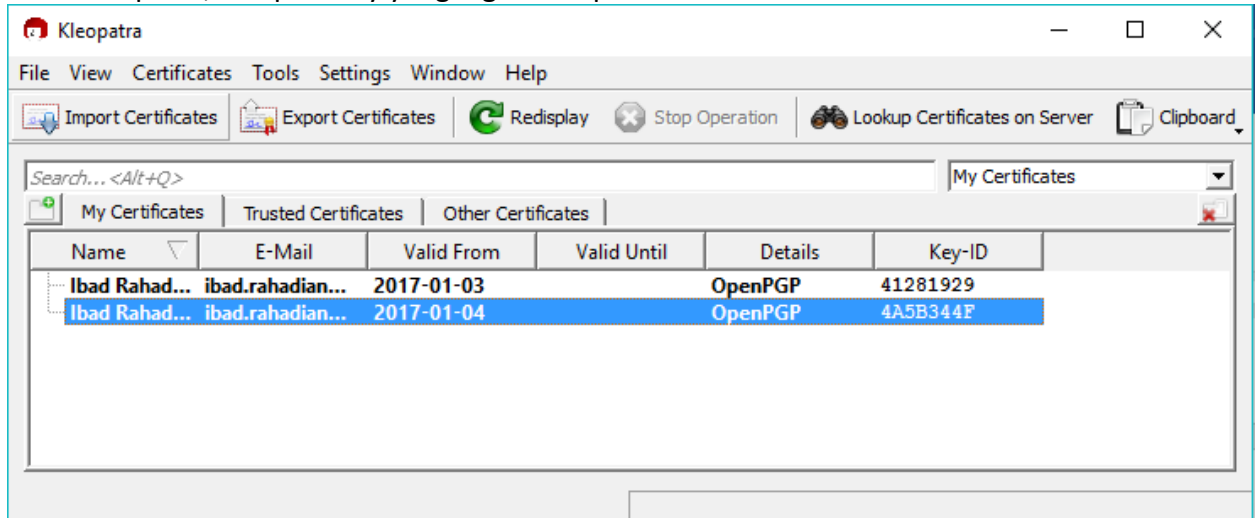 Kleopatra
File View Certificates Tools Settings Window Help
Import Certificates Export Certificates Redisplay Stop Operation Lookup Certificates on Server Clipboard
Search...<Alt+Q> My Certificates
My Certificates Trusted Certificates Other Certificates
Name E-Mail Valid From Valid Until Details Key-ID
Ibad Rahad... ibad.rahadian... 2017-01-03 OpenPGP 41281929
Ibad Rahad... ibad.rahadian... 2017-01-04 OpenPGP 4A5B344F